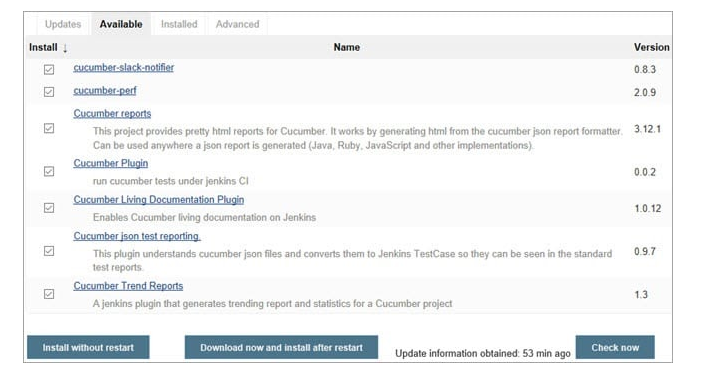 Updates Available Installed Advanced
Install ↓ Name Version
cucumber-slack-notifier 0.8.3
cucumber-perf 2.0.9
Cucumber reports
This project provides pretty html reports for Cucumber. It works by generating html from the cucumber json report formatter. 3.12.1
Can be used anywhere a json report is generated (Java, Ruby, JavaScript and other implementations).
Cucumber Plugin
run cucumber tests under jenkins CI 0.0.2
Cucumber Living Documentation Plugin
Enables Cucumber living documentation on Jenkins 1.0.12
Cucumber json test reporting.
This plugin understands cucumber json files and converts them to Jenkins TestCase so they can be seen in the standard 0.9.7
test reports.
Cucumber Trend Reports
A jenkins plugin that generates trending report and statistics for a Cucumber project 1.3
Install without restart Download now and install after restart Update information obtained: 53 min ago Check now